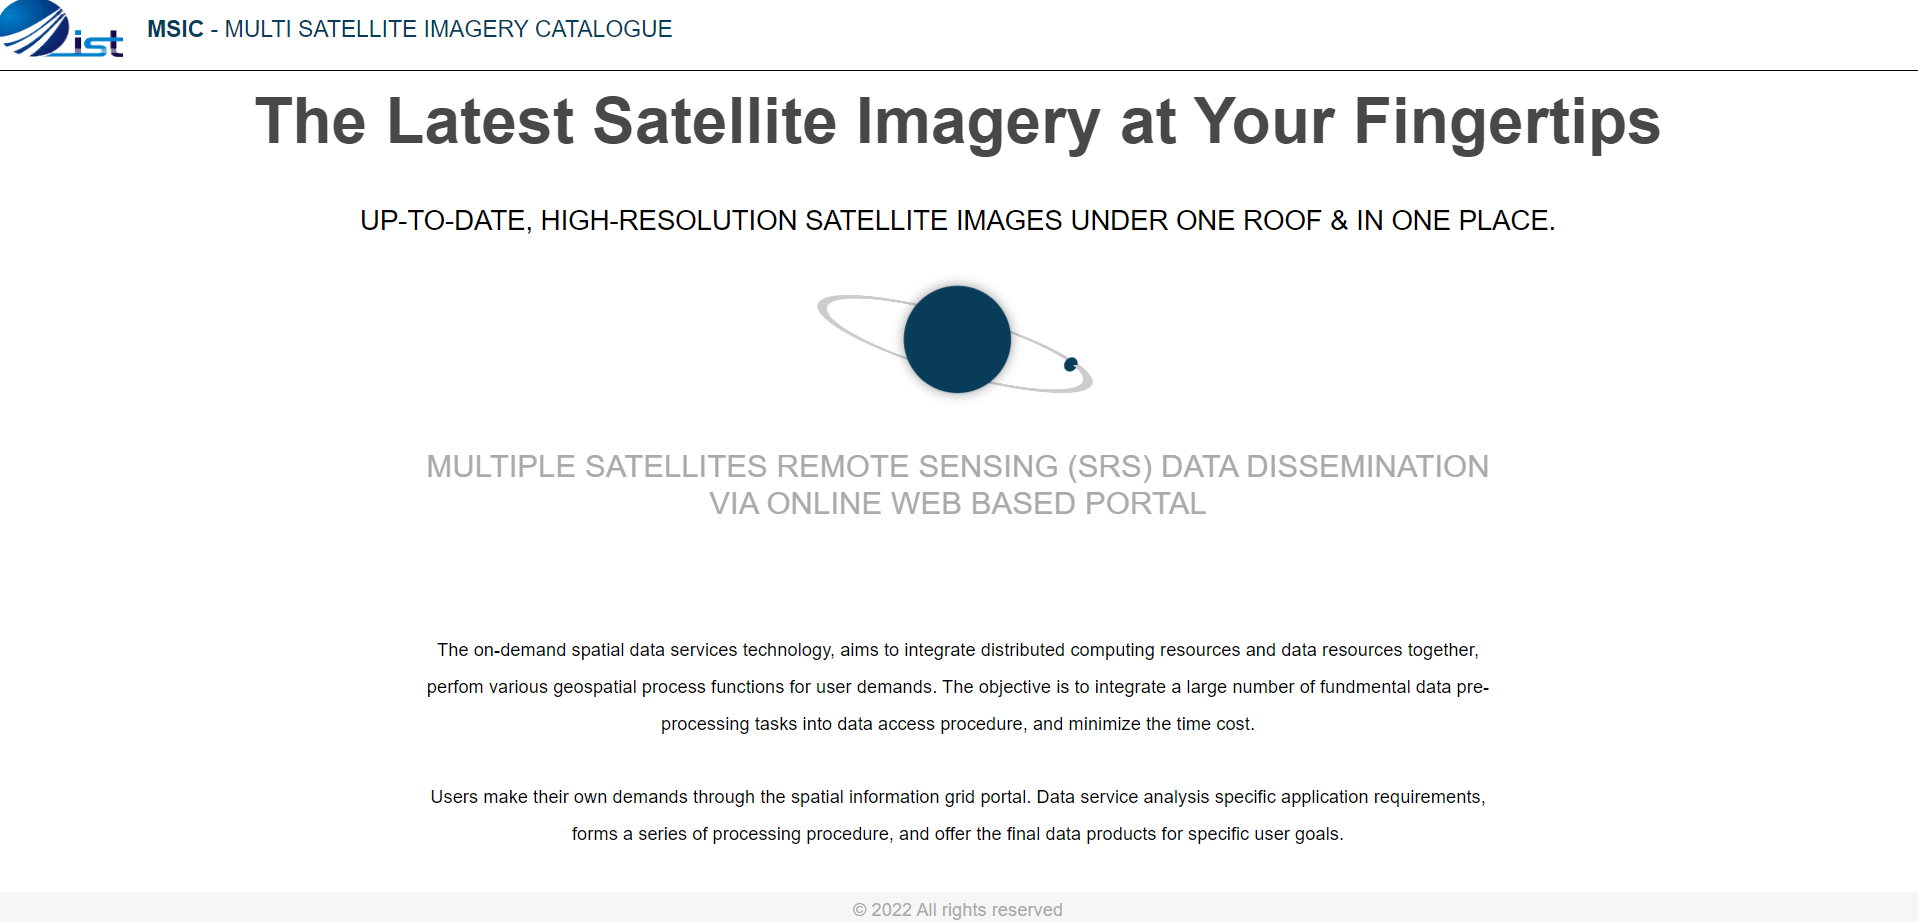 ist
MSIC - MULTI SATELLITE IMAGERY CATALOGUE
The Latest Satellite Imagery at Your Fingertips
UP-TO-DATE, HIGH-RESOLUTION SATELLITE IMAGES UNDER ONE ROOF & IN ONE PLACE.
MULTIPLE SATELLITES REMOTE SENSING (SRS) DATA DISSEMINATION
VIA ONLINE WEB BASED PORTAL
The on-demand spatial data services technology, aims to integrate distributed computing resources and data resources together,
perfom various geospatial process functions for user demands. The objective is to integrate a large number of fundmental data pre-
processing tasks into data access procedure, and minimize the time cost.
Users make their own demands through the spatial information grid portal. Data service analysis specific application requirements,
forms a series of processing procedure, and offer the final data products for specific user goals.
© 2022 All rights reserved